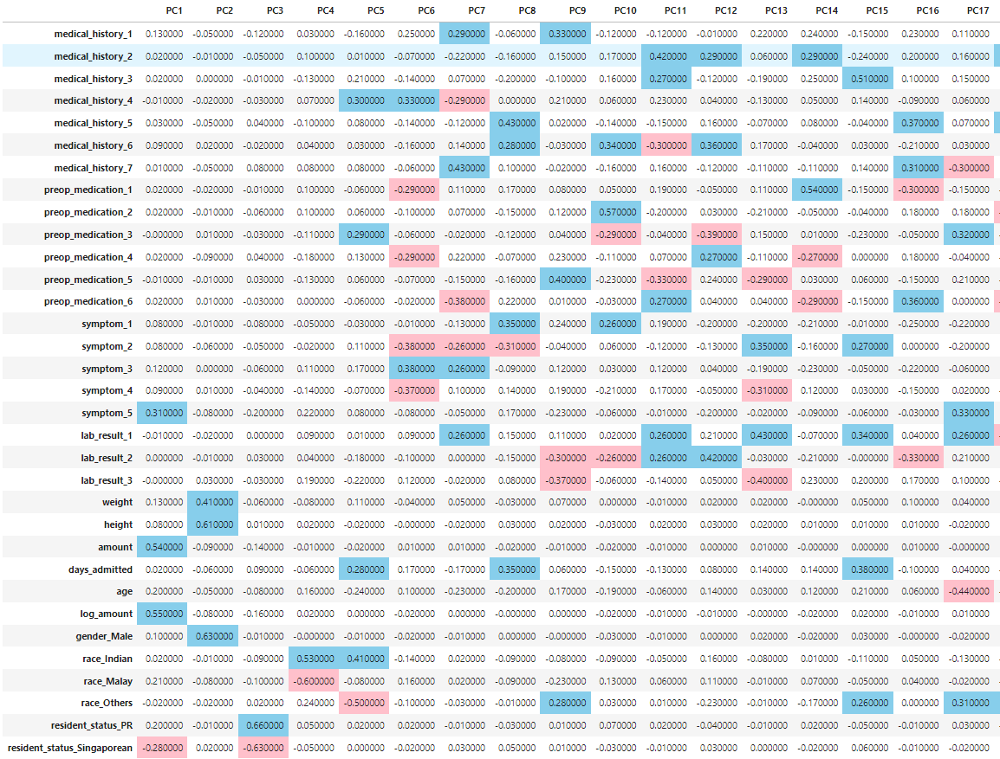 PC1 PC2 PC3 PC4 PC5 PC6 PC7 PC8 PC9 PC10 PC11 PC12 PC13 PC14 PC15 PC16 PC17
medical_history_1 0.130000 -0.050000 -0.120000 0.030000 -0.160000 0.250000 0.290000 -0.060000 0.330000 -0.120000 -0.120000 -0.010000 0.220000 0.240000 -0.150000 0.230000 0.110000
medical_history_2 0.020000 -0.010000 -0.050000 0.100000 0.010000 -0.070000 -0.220000 -0.160000 0.150000 0.170000 0.420000 0.290000 0.060000 0.290000 -0.240000 0.200000 0.160000
medical_history_3 0.020000 0.000000 -0.010000 -0.130000 0.210000 -0.140000 0.070000 -0.200000 -0.100000 0.160000 0.270000 -0.120000 -0.190000 0.250000 0.510000 0.100000 0.150000
medical_history_4 -0.010000 -0.020000 -0.030000 0.070000 0.300000 0.330000 -0.290000 0.000000 0.210000 0.060000 0.230000 0.040000 -0.130000 0.050000 0.140000 -0.090000 0.060000
medical_history_5 0.030000 -0.050000 0.040000 -0.100000 0.080000 -0.140000 -0.120000 0.430000 0.020000 -0.140000 -0.150000 0.160000 -0.070000 0.080000 -0.040000 0.370000 0.070000
medical_history_6 0.090000 0.020000 -0.020000 0.040000 0.030000 -0.160000 0.140000 0.280000 -0.030000 0.340000 -0.300000 0.360000 0.170000 -0.040000 0.030000 -0.210000 0.030000
medical_history_7 0.010000 -0.050000 0.080000 0.080000 0.080000 -0.060000 0.430000 0.100000 -0.020000 -0.160000 0.160000 -0.120000 -0.110000 -0.110000 0.140000 0.310000 -0.300000
preop_medication_1 0.020000 -0.020000 -0.010000 0.100000 -0.060000 -0.290000 0.110000 0.170000 0.080000 0.050000 0.190000 -0.050000 0.110000 0.540000 -0.150000 -0.300000 -0.150000
preop_medication_2 0.020000 -0.010000 -0.060000 0.100000 0.060000 -0.100000 0.070000 -0.150000 0.120000 0.570000 -0.200000 0.030000 -0.210000 -0.050000 -0.040000 0.180000 0.180000
preop_medication_3 -0.000000 0.010000 -0.030000 -0.110000 0.290000 -0.060000 -0.020000 -0.120000 0.040000 -0.290000 -0.040000 -0.390000 0.150000 0.010000 -0.230000 -0.050000 0.320000
preop_medication_4 0.020000 -0.090000 0.040000 -0.180000 0.130000 -0.290000 0.220000 -0.070000 0.230000 -0.110000 0.070000 0.270000 -0.110000 -0.270000 0.000000 0.180000 -0.040000
preop_medication_5 -0.010000 -0.010000 0.030000 -0.130000 0.060000 -0.070000 -0.150000 -0.160000 0.400000 -0.230000 -0.330000 0.240000 -0.290000 0.030000 0.060000 -0.150000 0.210000
preop_medication_6 0.020000 0.010000 -0.030000 0.000000 -0.060000 -0.020000 -0.380000 0.220000 0.010000 -0.030000 0.270000 0.040000 0.040000 -0.290000 -0.150000 0.360000 0.000000
symptom_1 0.080000 -0.010000 -0.080000 -0.050000 -0.030000 -0.010000 -0.130000 0.350000 0.240000 0.260000 0.190000 -0.200000 -0.200000 -0.210000 -0.010000 -0.250000 -0.220000
symptom_2 0.080000 -0.060000 -0.050000 -0.020000 0.110000 -0.380000 -0.260000 -0.310000 -0.040000 0.060000 -0.120000 -0.130000 0.350000 -0.160000 0.270000 0.000000 -0.200000
symptom_3 0.120000 0.000000 -0.060000 0.110000 0.170000 0.380000 0.260000 -0.090000 0.120000 0.030000 0.120000 0.040000 -0.190000 -0.230000 -0.050000 -0.220000 -0.060000
symptom_4 0.090000 0.010000 -0.040000 -0.140000 -0.070000 -0.370000 0.100000 0.140000 0.190000 -0.210000 0.170000 -0.050000 -0.310000 0.120000 0.030000 -0.150000 0.020000
symptom_5 0.310000 -0.080000 -0.200000 0.220000 0.080000 -0.080000 -0.050000 0.170000 -0.230000 -0.060000 -0.010000 -0.200000 -0.020000 -0.090000 -0.060000 -0.030000 0.330000
lab_result_1 -0.010000 -0.020000 0.000000 0.090000 0.010000 0.090000 0.260000 0.150000 0.110000 0.020000 0.260000 0.210000 0.430000 -0.070000 0.340000 0.040000 0.260000
lab_result_2 0.000000 -0.010000 0.030000 0.040000 -0.180000 -0.100000 0.000000 -0.150000 -0.300000 -0.260000 0.260000 0.420000 -0.030000 -0.210000 -0.000000 -0.330000 0.210000
lab_result_3 -0.000000 0.030000 -0.030000 0.190000 -0.220000 0.120000 -0.020000 0.080000 -0.370000 -0.060000 -0.140000 0.050000 -0.400000 0.230000 0.200000 0.170000 0.100000
weight 0.130000 0.410000 -0.060000 -0.080000 0.110000 -0.040000 0.050000 -0.030000 0.070000 0.000000 -0.010000 0.020000 0.020000 -0.000000 0.050000 0.100000 0.040000
height 0.080000 0.610000 0.010000 0.020000 -0.020000 -0.000000 -0.020000 0.030000 0.020000 -0.030000 0.020000 0.030000 0.020000 0.010000 0.010000 0.010000 -0.020000
amount 0.540000 -0.090000 -0.140000 -0.010000 -0.020000 0.010000 0.010000 -0.020000 -0.010000 -0.020000 -0.010000 0.000000 0.010000 -0.000000 0.000000 0.010000 -0.000000
days_admitted 0.020000 -0.060000 0.090000 -0.060000 0.280000 0.170000 -0.170000 0.350000 0.060000 -0.150000 -0.130000 0.080000 0.140000 0.140000 0.380000 -0.100000 0.040000
age 0.200000 -0.050000 -0.080000 0.160000 -0.240000 0.100000 -0.230000 -0.200000 0.170000 -0.190000 -0.060000 0.140000 0.030000 0.120000 0.210000 0.060000 -0.440000
log_amount 0.550000 -0.080000 -0.160000 0.020000 0.000000 -0.020000 0.000000 -0.000000 -0.000000 0.020000 -0.010000 -0.010000 -0.000000 -0.020000 0.020000 -0.010000 0.010000
gender_Male 0.100000 0.630000 -0.010000 -0.000000 -0.010000 -0.020000 -0.010000 0.000000 -0.000000 -0.030000 -0.010000 0.000000 0.020000 0.020000 -0.000000 -0.030000 -0.020000
race_Indian 0.020000 -0.010000 -0.090000 0.530000 0.410000 -0.140000 0.020000 -0.090000 -0.080000 -0.090000 -0.050000 0.160000 -0.080000 0.010000 -0.110000 0.050000 -0.130000
race_Malay 0.210000 -0.080000 -0.100000 -0.600000 -0.080000 0.160000 0.020000 -0.090000 -0.230000 0.130000 0.060000 0.110000 -0.010000 0.070000 -0.050000 0.040000 -0.020000
race_Others -0.020000 -0.020000 0.020000 0.240000 -0.500000 -0.100000 -0.030000 -0.010000 0.280000 0.030000 0.010000 -0.230000 -0.010000 -0.170000 0.260000 0.000000 0.310000
resident_status_PR 0.200000 -0.010000 0.660000 0.050000 0.020000 0.020000 -0.010000 -0.030000 0.010000 0.070000 0.020000 -0.040000 -0.010000 0.020000 -0.050000 -0.010000 0.030000
resident_status_Singaporean -0.280000 0.020000 -0.630000 -0.050000 0.000000 -0.020000 0.030000 0.050000 0.010000 -0.030000 -0.010000 0.030000 0.000000 -0.020000 0.060000 -0.010000 -0.020000